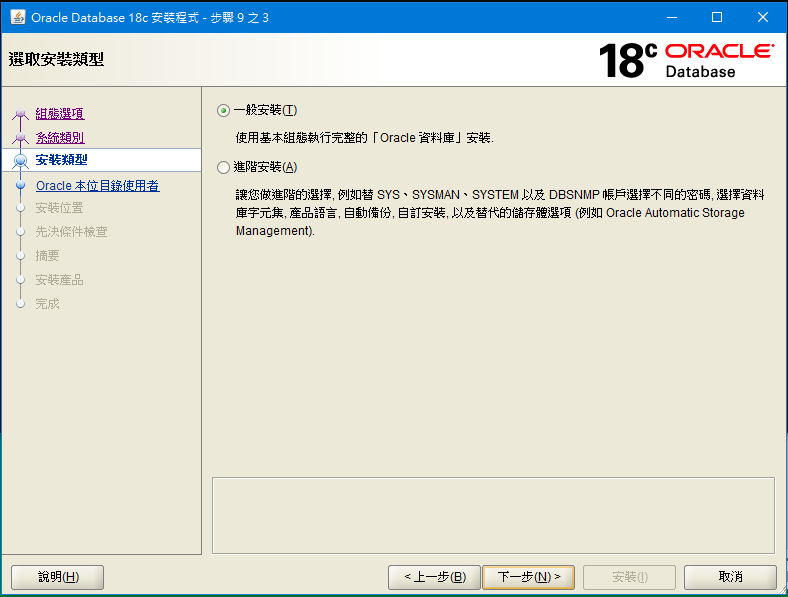 Oracle Database 18c 安裝程式 - 步驟 9 之 3
選取安裝類型
18c ORACLE
Database
組態選項
系統類別
安裝類型
Oracle 本位目錄使用者
安裝位置
先決條件檢查
摘要
安裝產品
完成
一般安裝(T)
使用基本組態執行完整的「Oracle 資料庫」安裝.
進階安裝(A)
讓您做進階的選擇, 例如替 SYS、SYSMAN、SYSTEM 以及 DBSNMP 帳戶選擇不同的密碼, 選擇資料
庫字元集, 產品語言, 自動備份, 自訂安裝, 以及替代的儲存體選項 (例如 Oracle Automatic Storage
Management).
說明(H)
< 上一步(B)
下一步(N) >
安裝(I)
取消